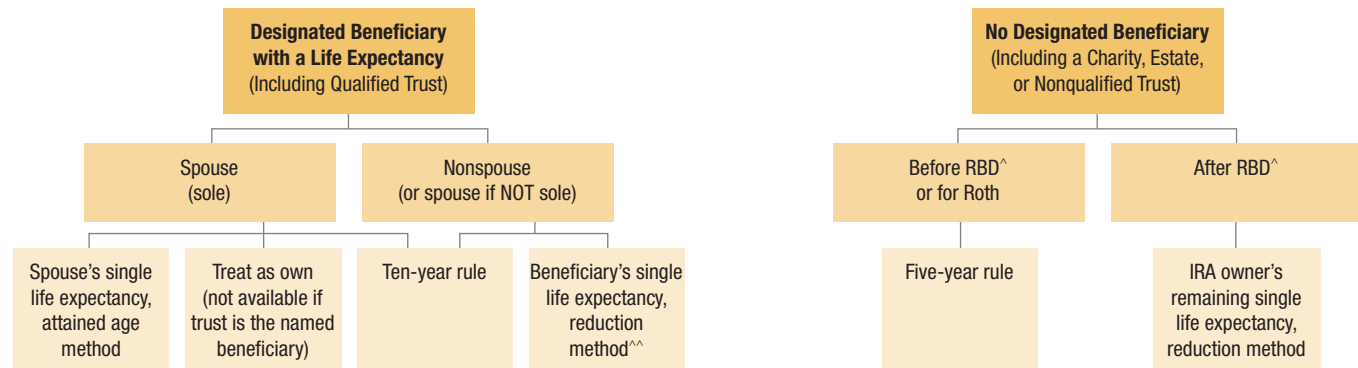 Designated Beneficiary
with a Life Expectancy
(Including Qualified Trust)
No Designated Beneficiary
(Including a Charity, Estate,
or Nonqualified Trust)
Spouse
(sole)
Nonspouse
(or spouse if NOT sole)
Before RBD^
or for Roth
After RBD^
Spouse's single
life expectancy,
attained age
method
Treat as own
(not available if
trust is the named
beneficiary)
Ten-year rule
Beneficiary's single
life expectancy,
reduction
method^^
Five-year rule
IRA owner's
remaining single
life expectancy,
reduction method